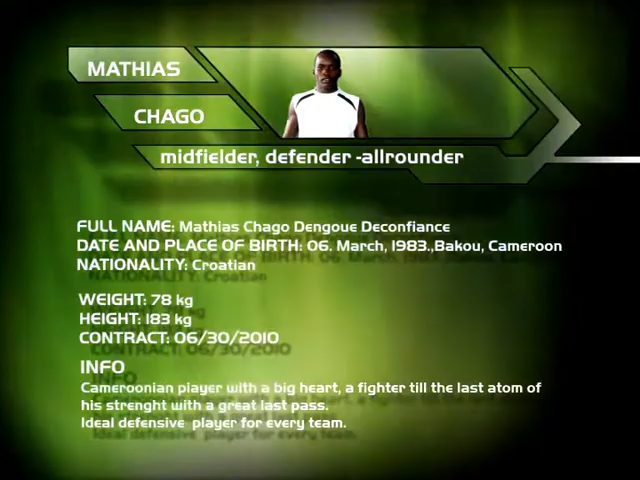 MATHIAS
CHAGO
midfielder, defender -allrounder
FULL NAME: Mathias Chago Dengoue Deconfiance
DATE AND PLACE OF BIRTH: 06. March, 1983.,Bakou, Cameroon
NATIONALITY: Croatian
WEIGHT: 78 kg
HEIGHT: 183 kg
CONTRACT: 06/30/2010
INFO
Cameroonian player with a big heart, a fighter till the last atom of
his strenght with a great last pass.
Ideal defensive player for every team.